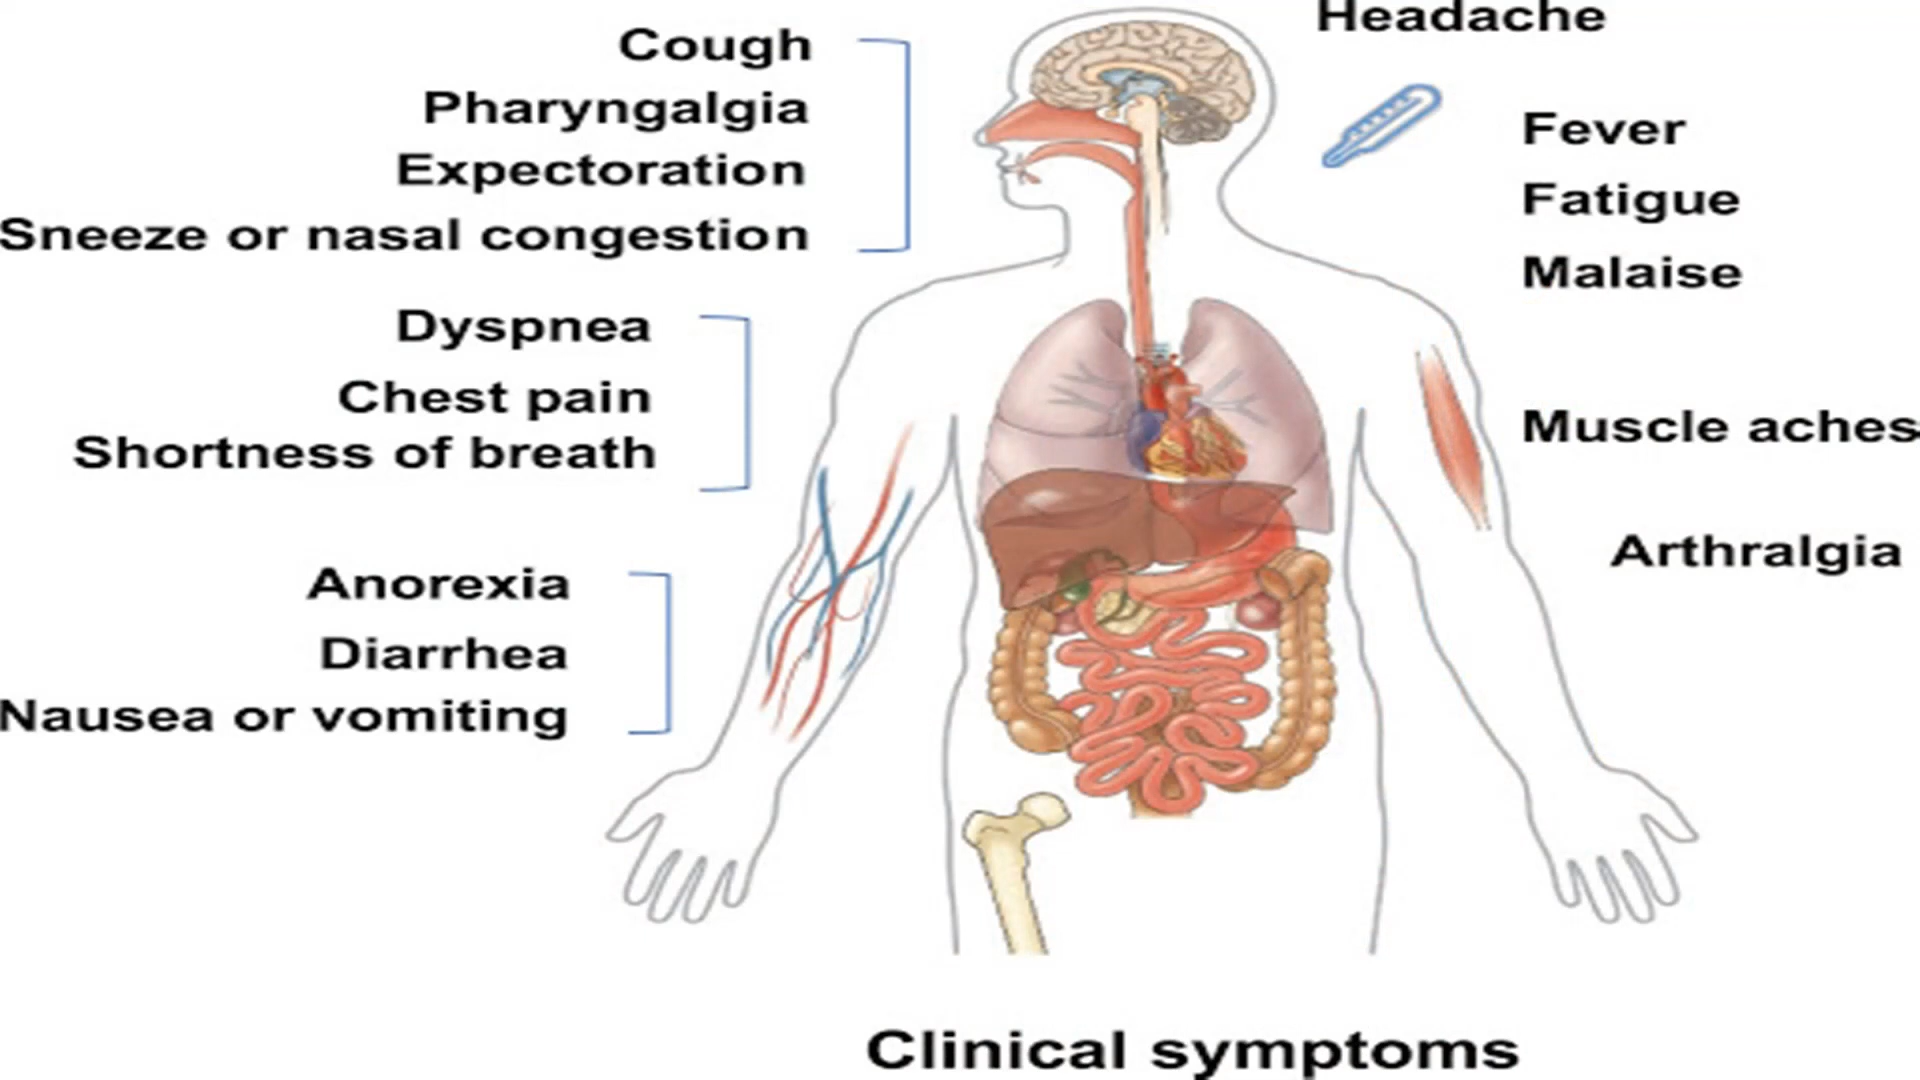 Cough
Pharyngalgia
Expectoration
Sneeze or nasal congestion
Dyspnea
Chest pain
Shortness of breath
Anorexia
Diarrhea
Nausea or vomiting
Headache
Fever
Fatigue
Malaise
Muscle aches
Arthralgia
Clinical symptoms